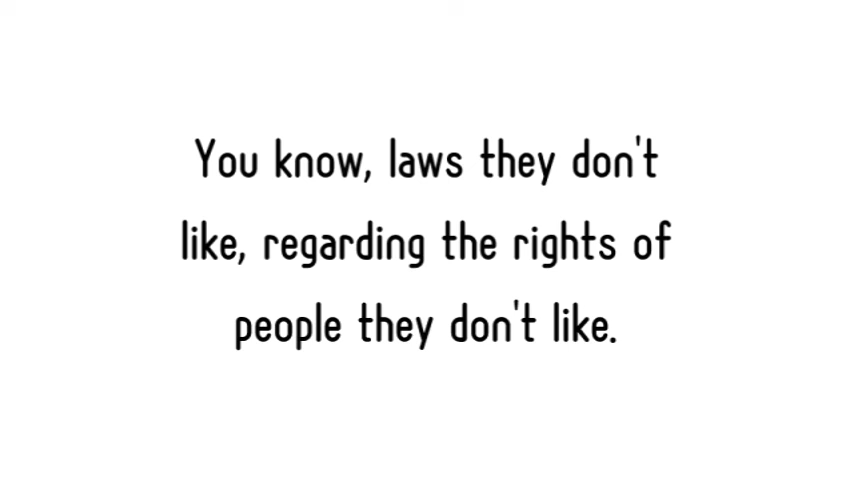 You know, laws they don't
like, regarding the rights of
people they don't like.